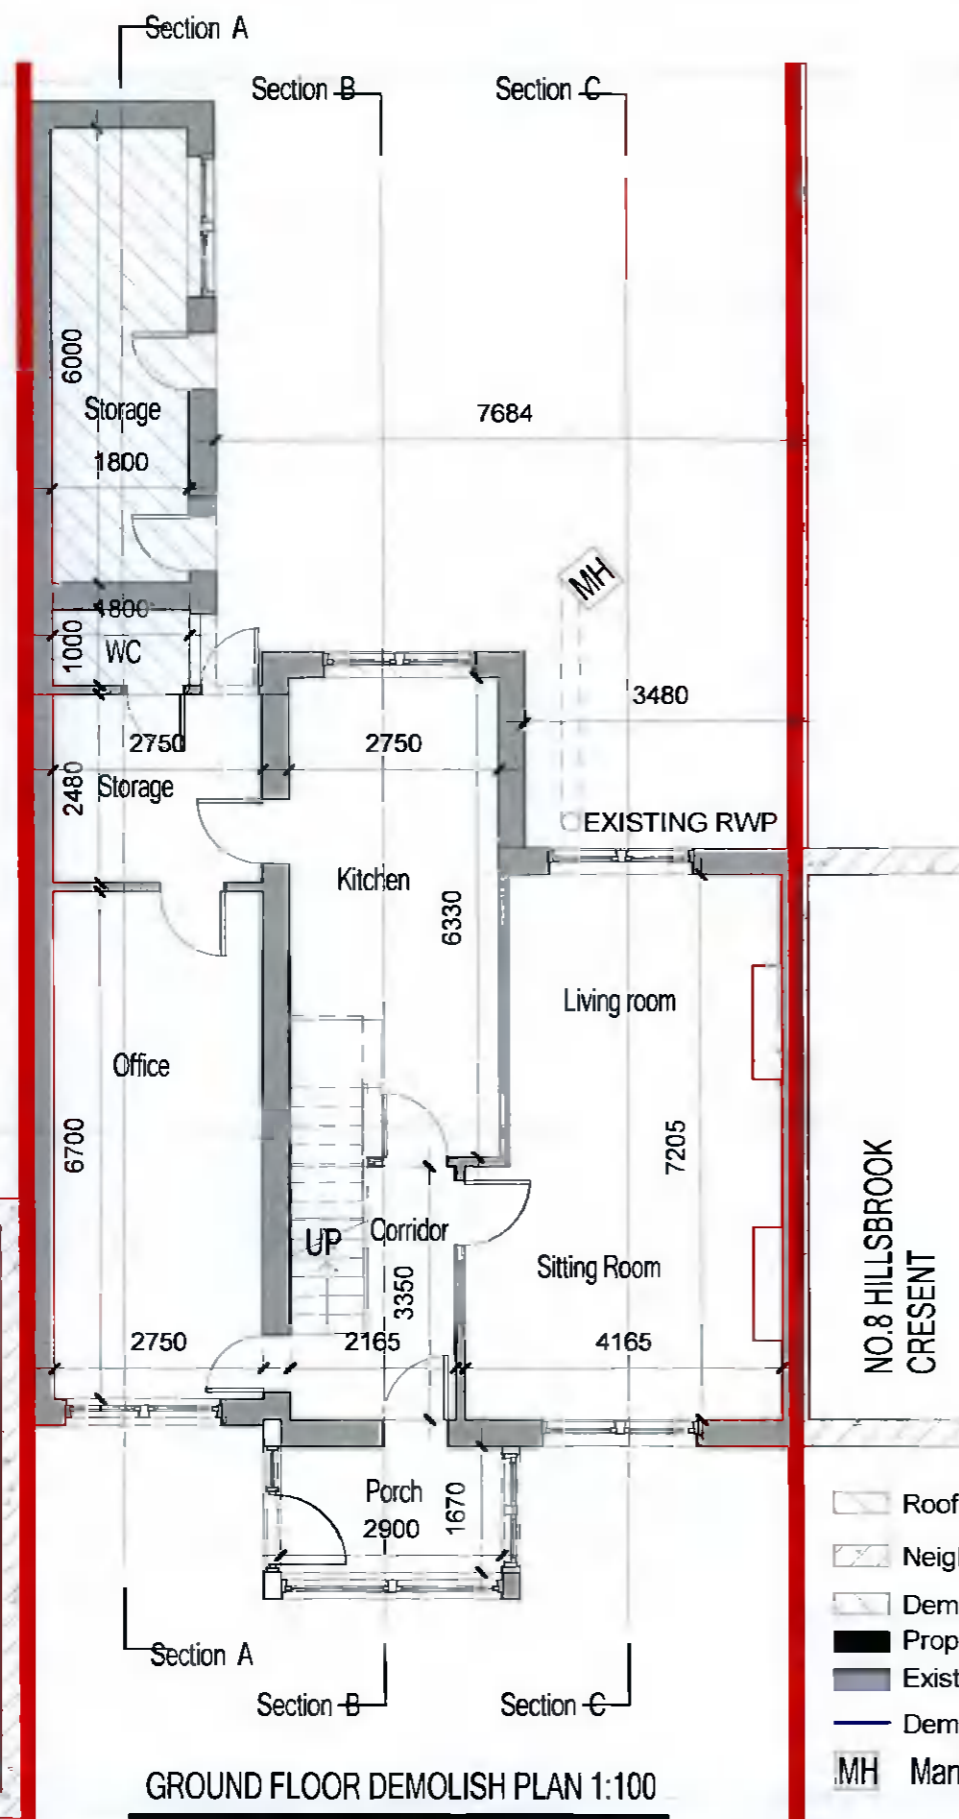 Section A
Section B
Section C
6000
Storage
1800
7684
MH
1800
1000
WC
3480
2750
2750
2480
Storage
EXISTING RWP
Kitchen
6330
Living room
Office
6700
7205
NO.8 HILLSBROOK
CRESENT
Corridor
UP
Sitting Room
3350
2750
2165
4165
Porch
1670
2900
Roof
Neigl
Dem
Prop
Exist
Dem
MH Man
Section A
Section B
Section C
GROUND FLOOR DEMOLISH PLAN 1:100